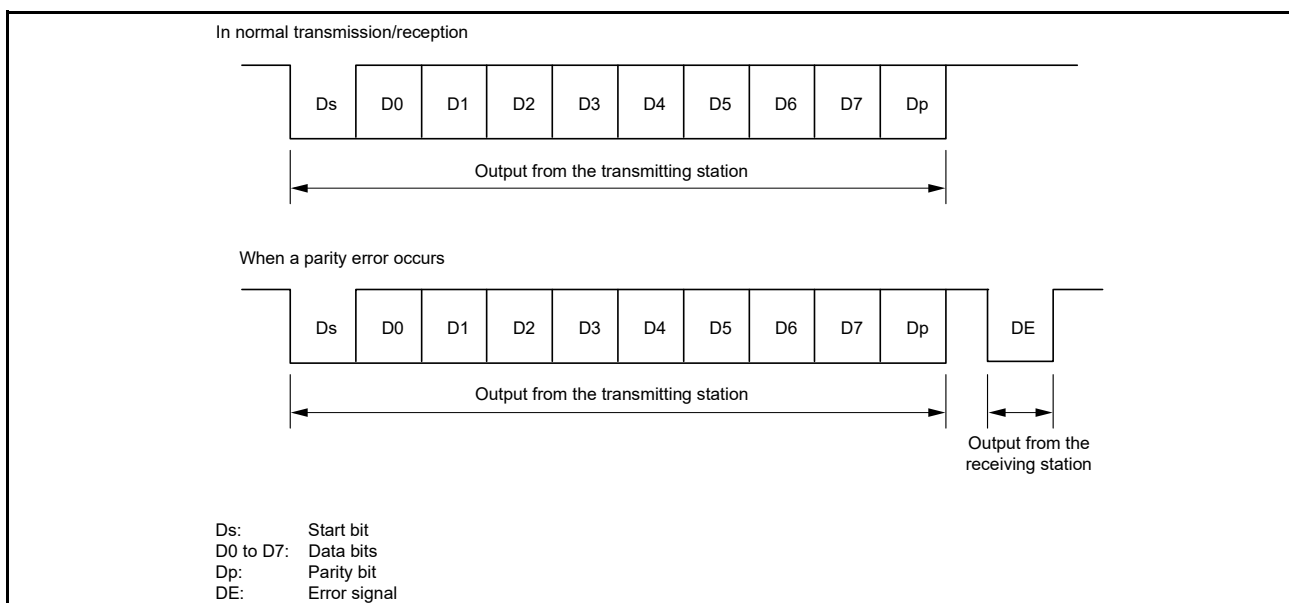 In normal transmission/reception
Ds D0 D1 D2 D3 D4 D5 D6 D7 Dp
Output from the transmitting station
When a parity error occurs
Ds D0 D1 D2 D3 D4 D5 D6 D7 Dp DE
Output from the transmitting station
Output from the
receiving station
Ds: Start bit
D0 to D7: Data bits
Dp: Parity bit
DE: Error signal